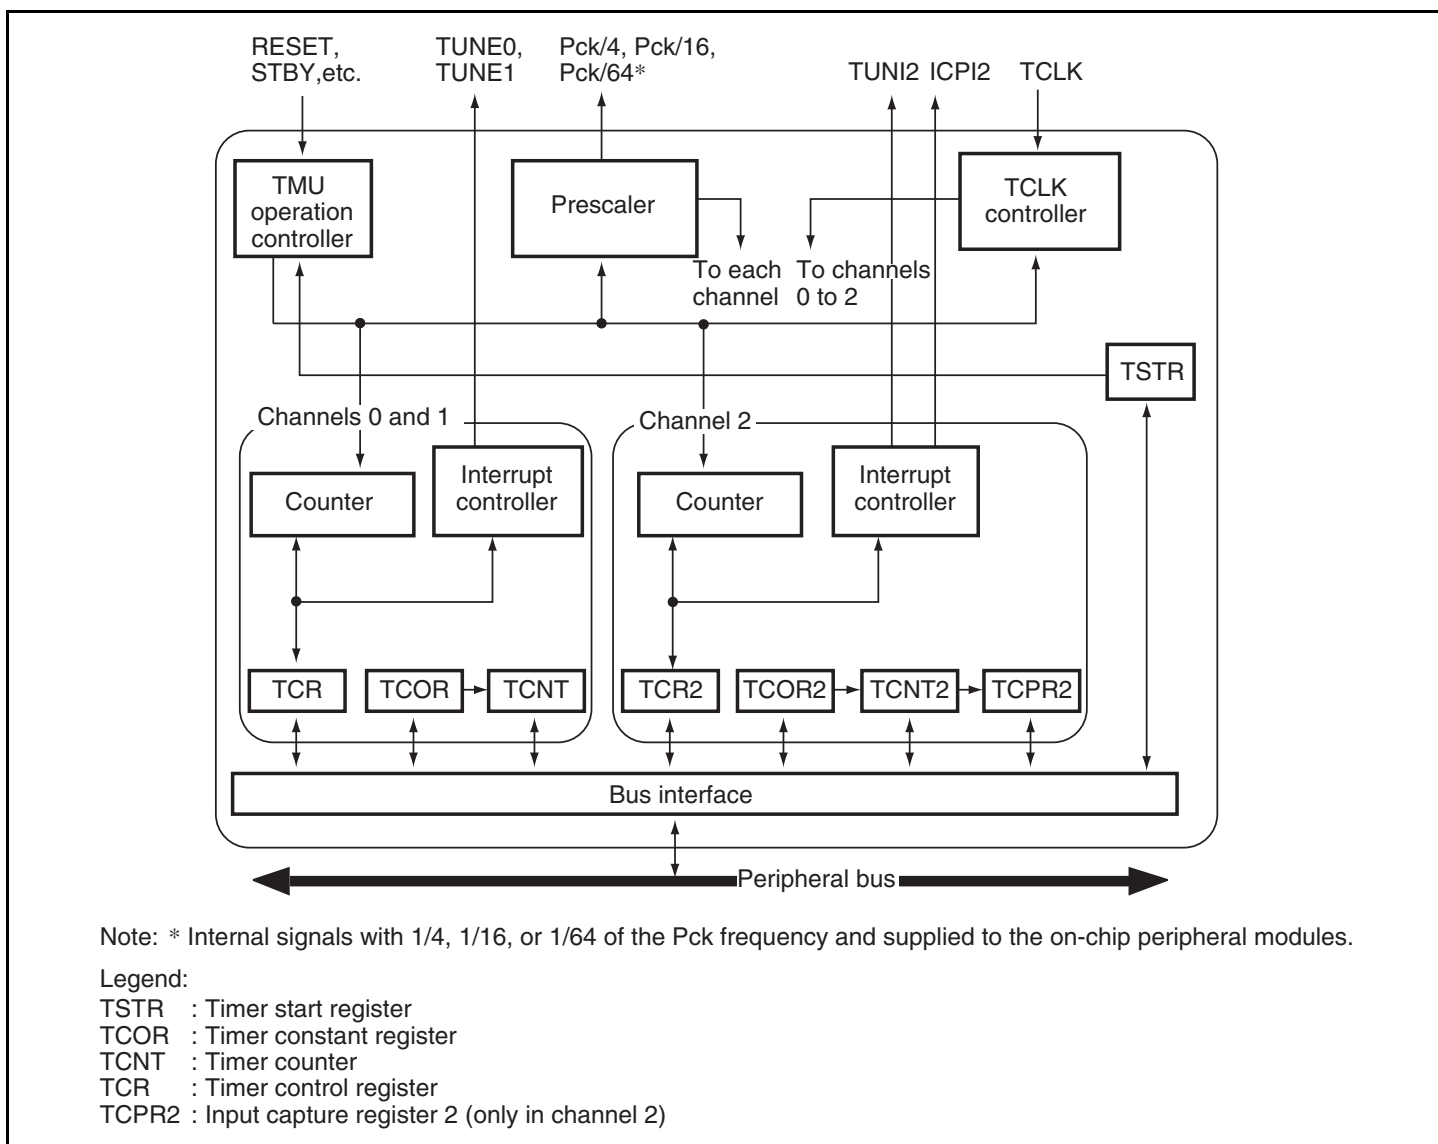 RESET,
STBY,etc.
TUNE0,
TUNE1
Pck/4, Pck/16,
Pck/64*
TUNI2 ICPI2 TCLK
TMU
operation
controller
Prescaler
TCLK
controller
To each
channel
To channels
0 to 2
TSTR
Channels 0 and 1
Channel 2
Counter
Interrupt
controller
Counter
Interrupt
controller
TCR
TCOR
TCNT
TCR2
TCOR2
TCNT2
TCPR2
Bus interface
Peripheral bus
Note: * Internal signals with 1/4, 1/16, or 1/64 of the Pck frequency and supplied to the on-chip peripheral modules.
Legend:
TSTR : Timer start register
TCOR : Timer constant register
TCNT : Timer counter
TCR : Timer control register
TCPR2 : Input capture register 2 (only in channel 2)